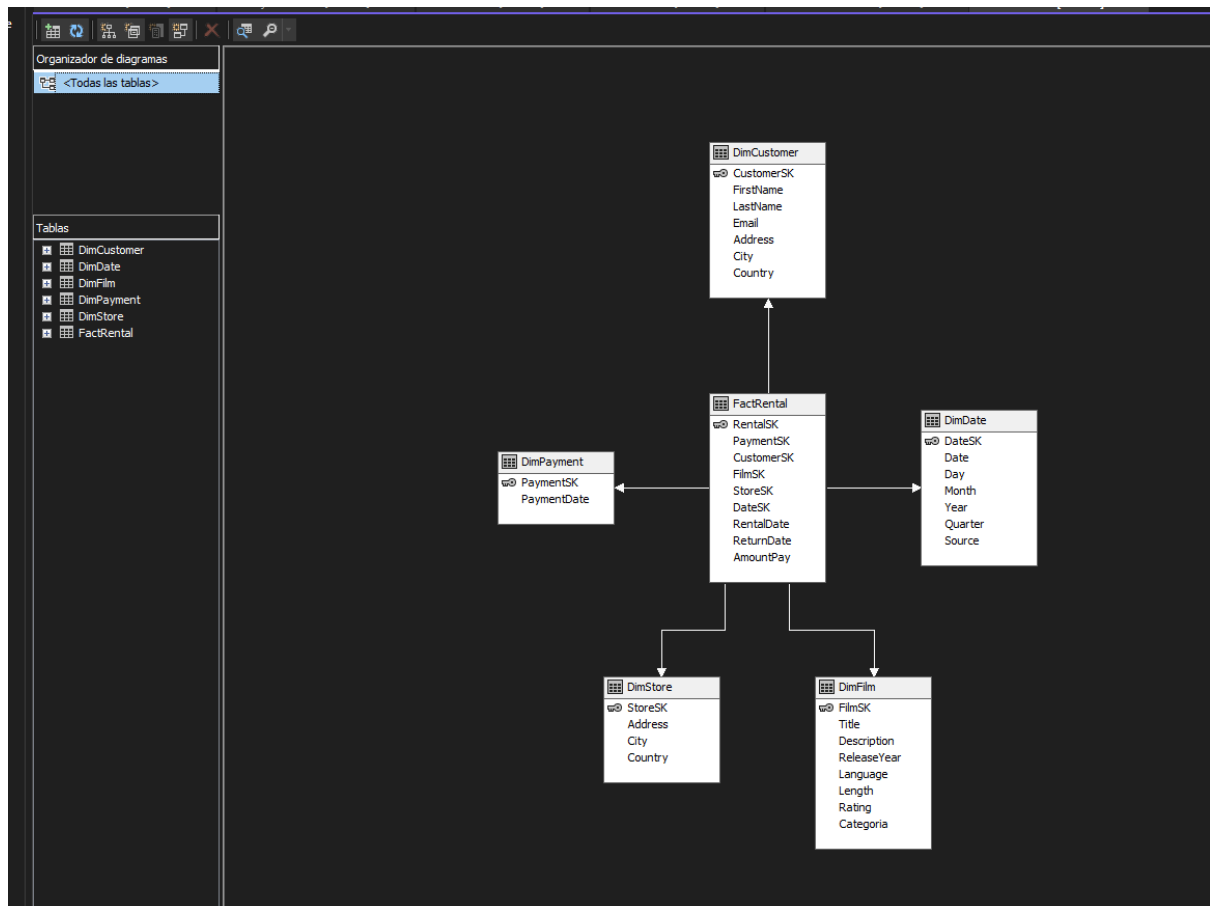 Organizador de diagramas
<Todas las tablas>
Tablas
DimCustomer
DimDate
DimFilm
DimPayment
DimStore
FactRental
DimCustomer
CustomerSK
FirstName
LastName
Email
Address
City
Country
FactRental
RentalSK
PaymentSK
CustomerSK
FilmSK
StoreSK
DateSK
RentalDate
ReturnDate
AmountPay
DimDate
DateSK
Date
Day
Month
Year
Quarter
Source
DimPayment
PaymentSK
PaymentDate
DimStore
StoreSK
Address
City
Country
DimFilm
FilmSK
Title
Description
ReleaseYear
Language
Length
Rating
Categoria